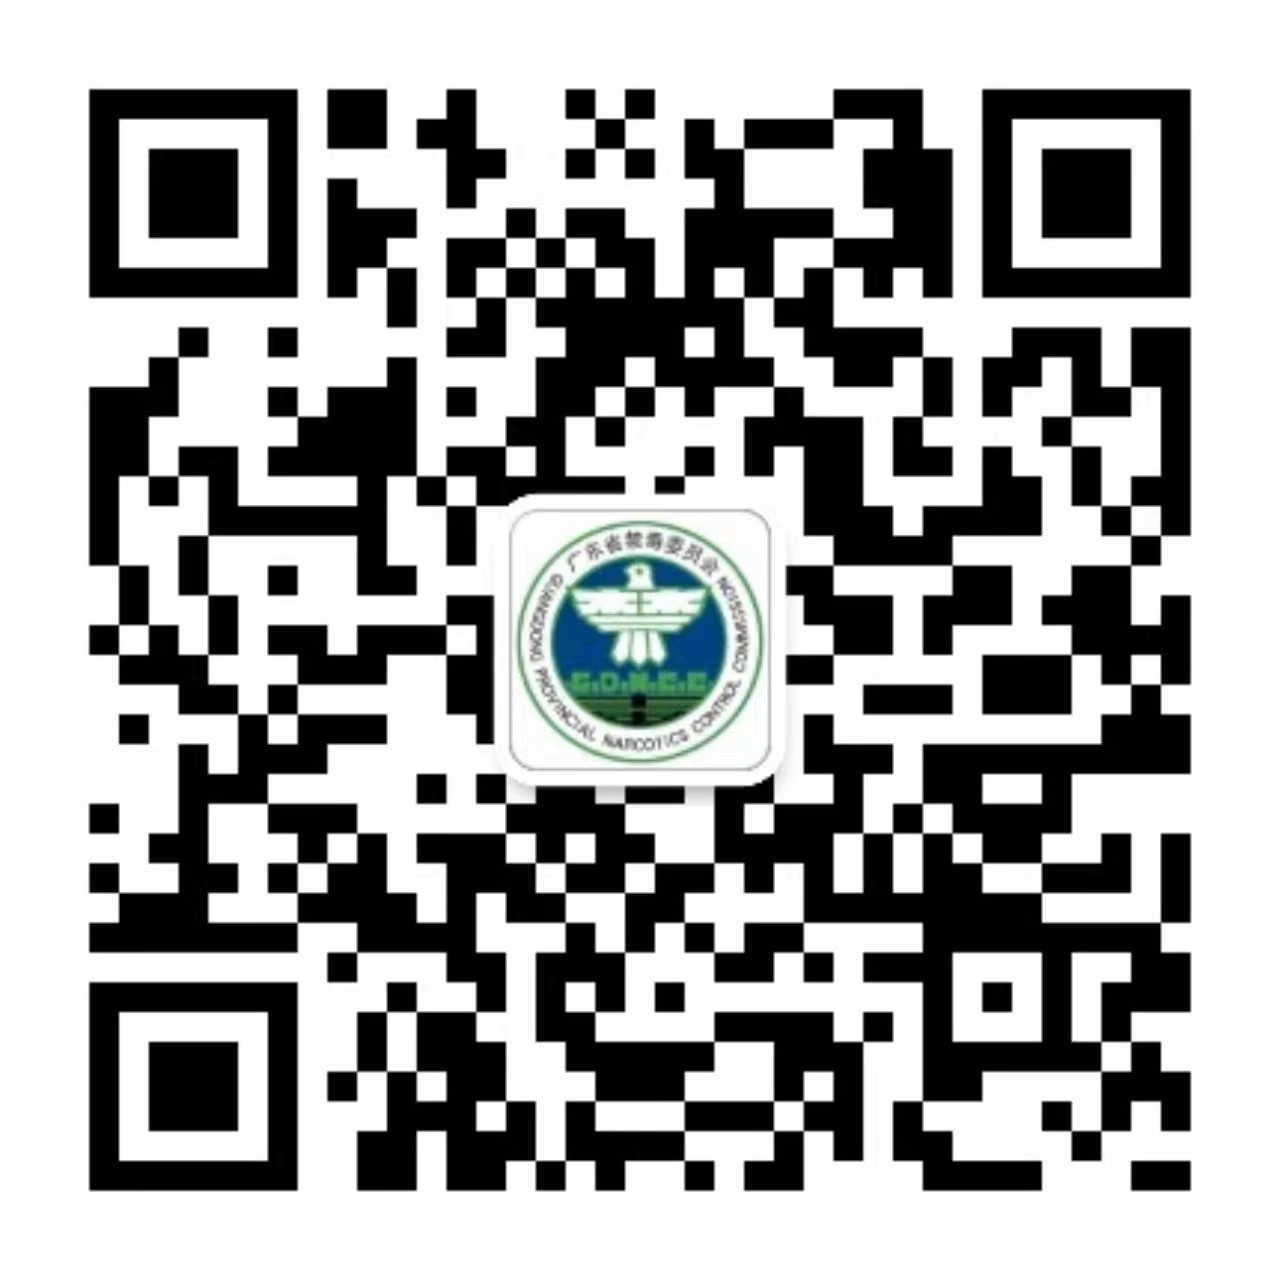 广东省禁毒委员会
GUANGDONG PROVINCIAL NARCOTICS CONTROL COMMISSION
G.D.N.C.C